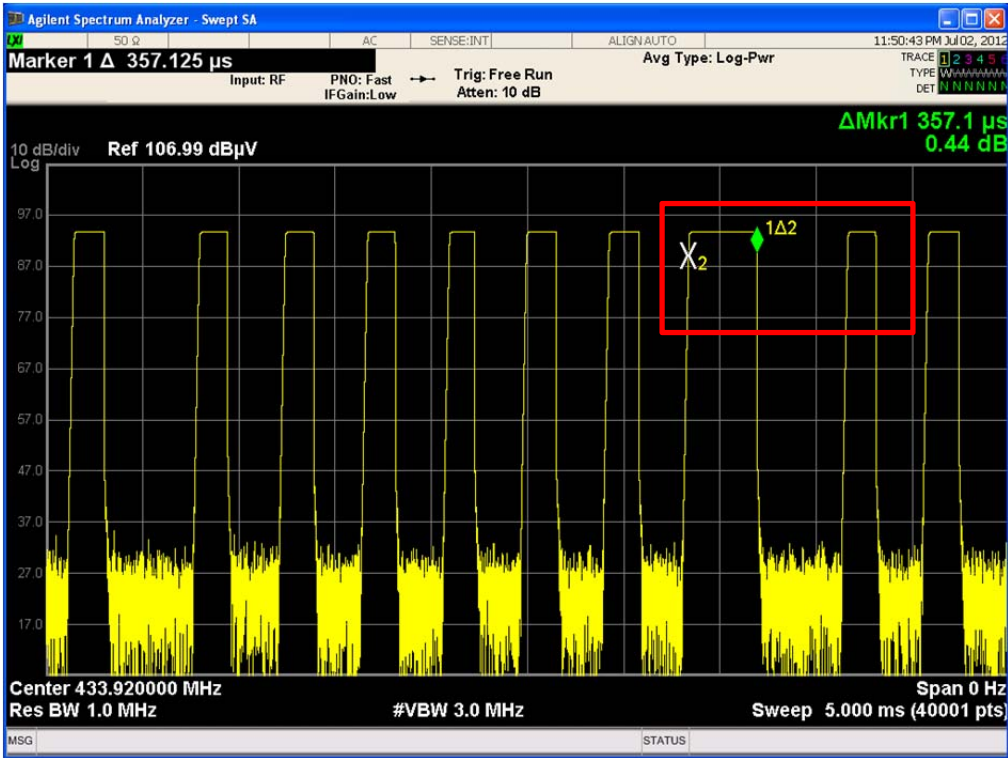 Agilent Spectrum Analyzer - Swept SA
LXI 50 Ω AC SENSE:INT ALIGN AUTO 11:50:43 PM Jul 02, 2012
Marker 1 Δ 357.125 µs Avg Type: Log-Pwr TRACE 1 2 3 4 5 6
Input: RF PNO: Fast Trig: Free Run TYPE W
IFGain:Low Atten: 10 dB DET N N N N N N
ΔMkr1 357.1 µs
10 dB/div Ref 106.99 dBµV 0.44 dB
Log
97.0
1Δ2
87.0
X2
77.0
67.0
57.0
47.0
37.0
27.0
17.0
Center 433.920000 MHz Span 0 Hz
Res BW 1.0 MHz #VBW 3.0 MHz Sweep 5.000 ms (40001 pts)
MSG STATUS